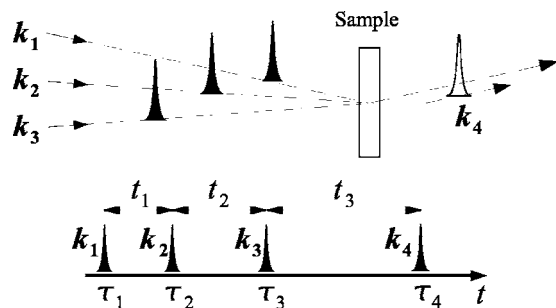 Sample
k1
k2
k3
k4
t1 t2 t3
k1 k2 k3 k4
t
τ1 τ2 τ3 τ4